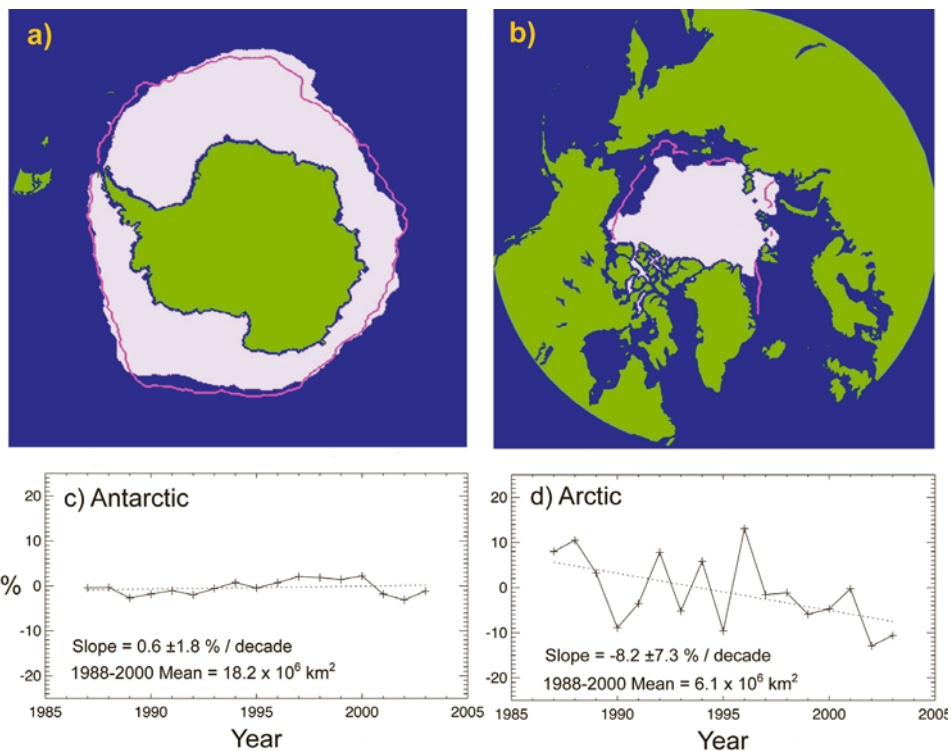 a)
b)
c) Antarctic
20
10
0
-10
-20
%
Slope = 0.6 ±1.8 % / decade
1988-2000 Mean = 18.2 x 10⁶ km²
1985
1990
1995
2000
2005
Year
d) Arctic
20
10
0
-10
-20
Slope = -8.2 ±7.3 % / decade
1988-2000 Mean = 6.1 x 10⁶ km²
1985
1990
1995
2000
2005
Year